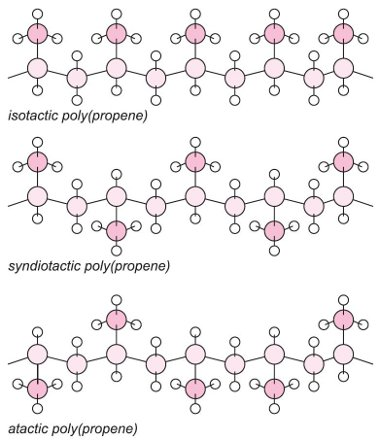 isotactic poly(propene)
syndiotactic poly(propene)
atactic poly(propene)